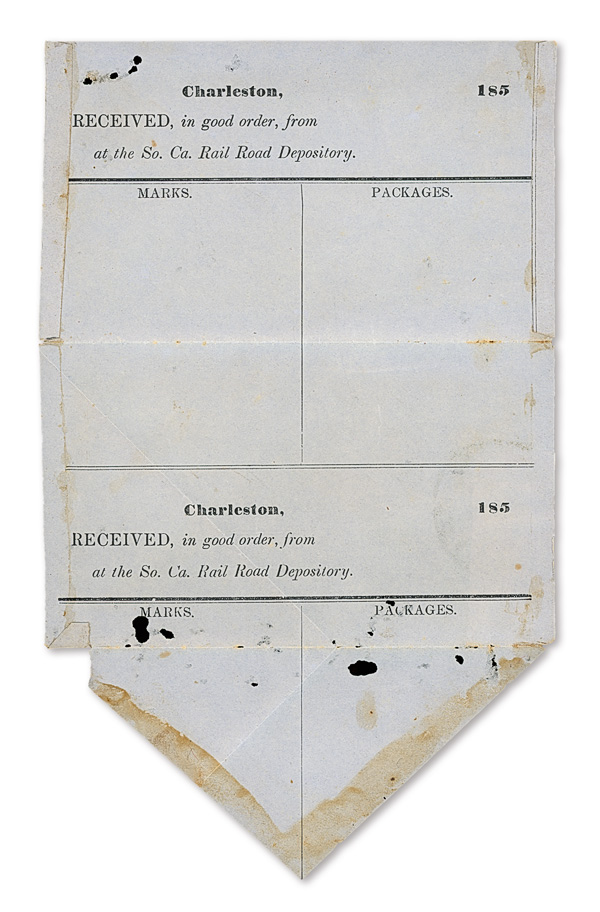 Charleston, 185
RECEIVED, in good order, from
at the So. Ca. Rail Road Depository.
MARKS. PACKAGES.
Charleston, 185
RECEIVED, in good order, from
at the So. Ca. Rail Road Depository.
MARKS. PACKAGES.